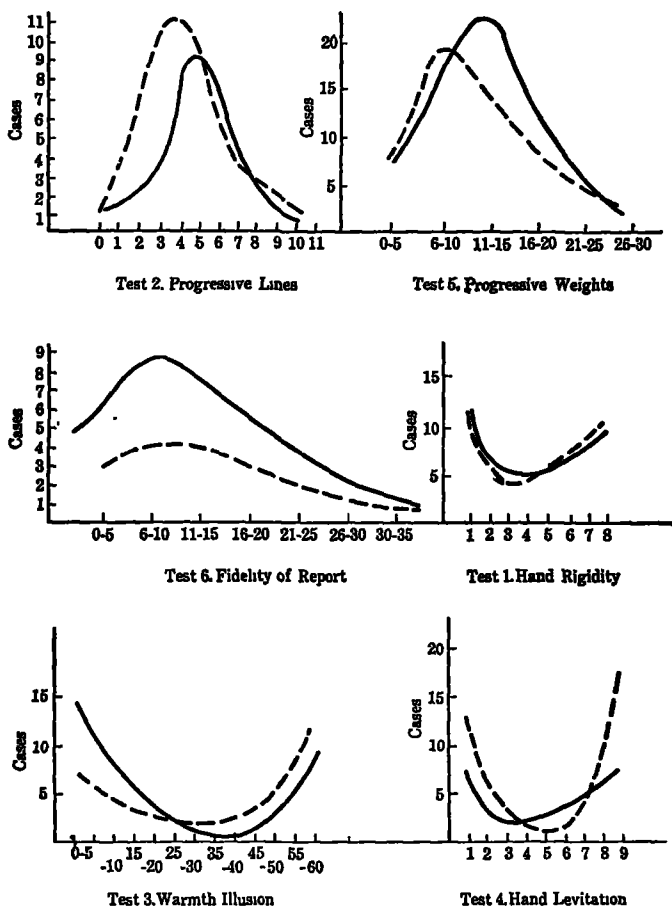 11
10
9
8
7
6
5
4
3
2
1
Cases
0 1 2 3 4 5 6 7 8 9 10 11
Test 2. Progressive Lines
20
15
10
5
Cases
0-5 6-10 11-15 16-20 21-25 26-30
Test 5. Progressive Weights
9
8
7
6
5
4
3
2
1
Cases
0-5 6-10 11-15 16-20 21-25 26-30 30-35
Test 6. Fidelity of Report
15
10
5
Cases
1 2 3 4 5 6 7 8
Test 1. Hand Rigidity
15
10
5
Cases
0-5 15 25 35 45 55
-10 -20 -30 -40 -50 -60
Test 3. Warmth Illusion
20
15
10
5
Cases
1 2 3 4 5 6 7 8 9
Test 4. Hand Levitation